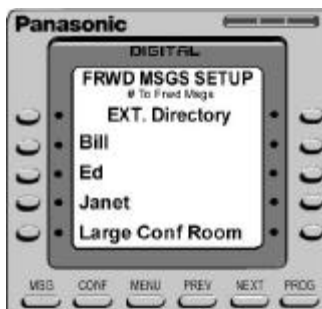 Panasonic
DIGITAL
FRWD MSGS SETUP
# To Frwd Msgs
EXT. Directory
Bill
Ed
Janet
Large Conf Room
MSG CONF MENU PREV NEXT PROG